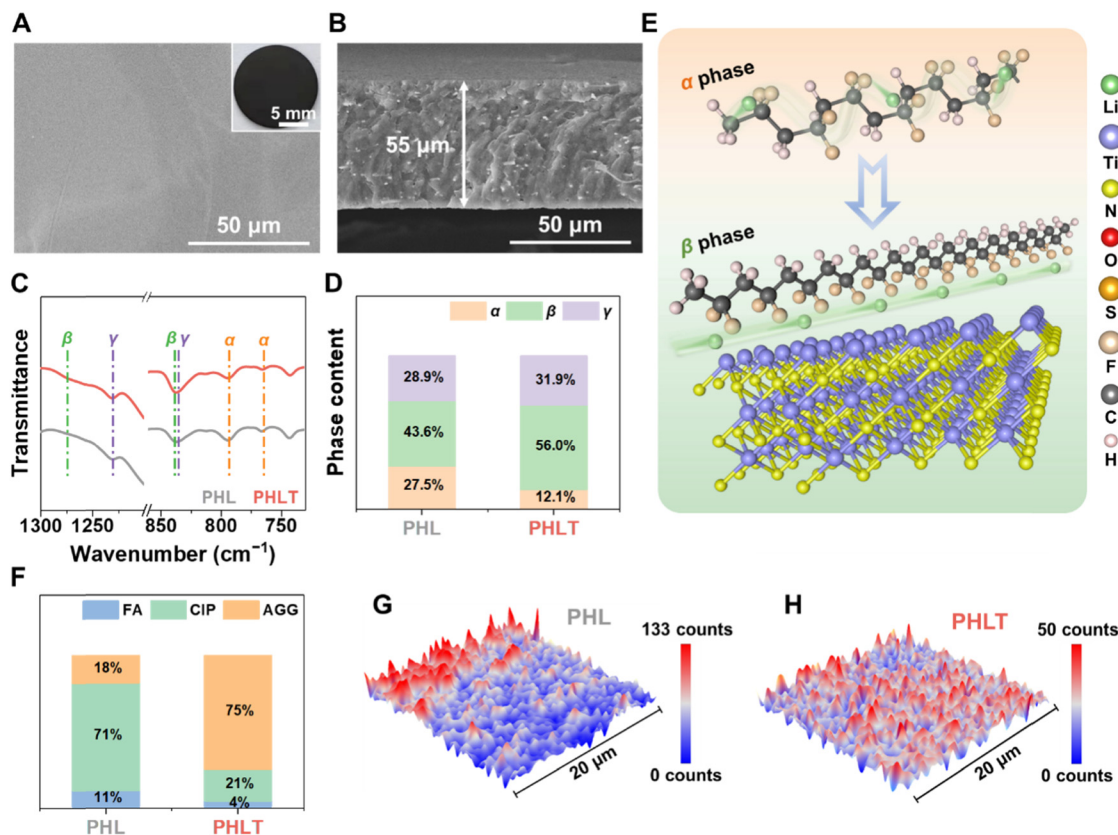 A
5 mm
50 μm
B
55 μm
50 μm
C
Transmittance
β
γ
β
γ
α
α
PHL
PHLT
1300
1250
850
800
750
Wavenumber (cm⁻¹)
D
Phase content
α
β
γ
28.9%
31.9%
43.6%
56.0%
27.5%
12.1%
PHL
PHLT
E
α phase
β phase
Li
Ti
N
O
S
F
C
H
F
FA
CIP
AGG
18%
75%
71%
21%
11%
4%
PHL
PHLT
G
PHL
133 counts
0 counts
20 μm
H
PHLT
50 counts
0 counts
20 μm